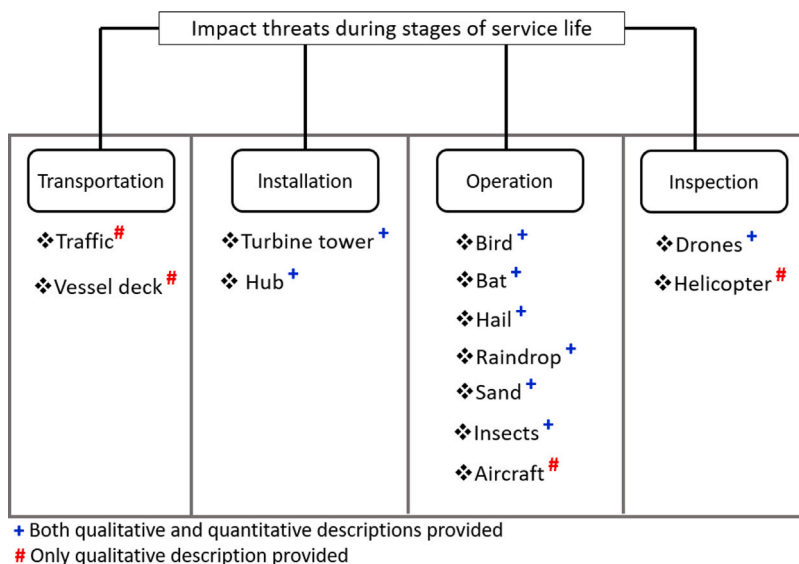 Impact threats during stages of service life
Transportation
❖Traffic#
❖Vessel deck#
Installation
❖Turbine tower+
❖ Hub+
Operation
❖Bird+
❖Bat+
❖Hail+
❖Raindrop+
❖Sand+
❖Insects+
❖Aircraft#
Inspection
❖Drones+
❖Helicopter#
+ Both qualitative and quantitative descriptions provided
# Only qualitative description provided